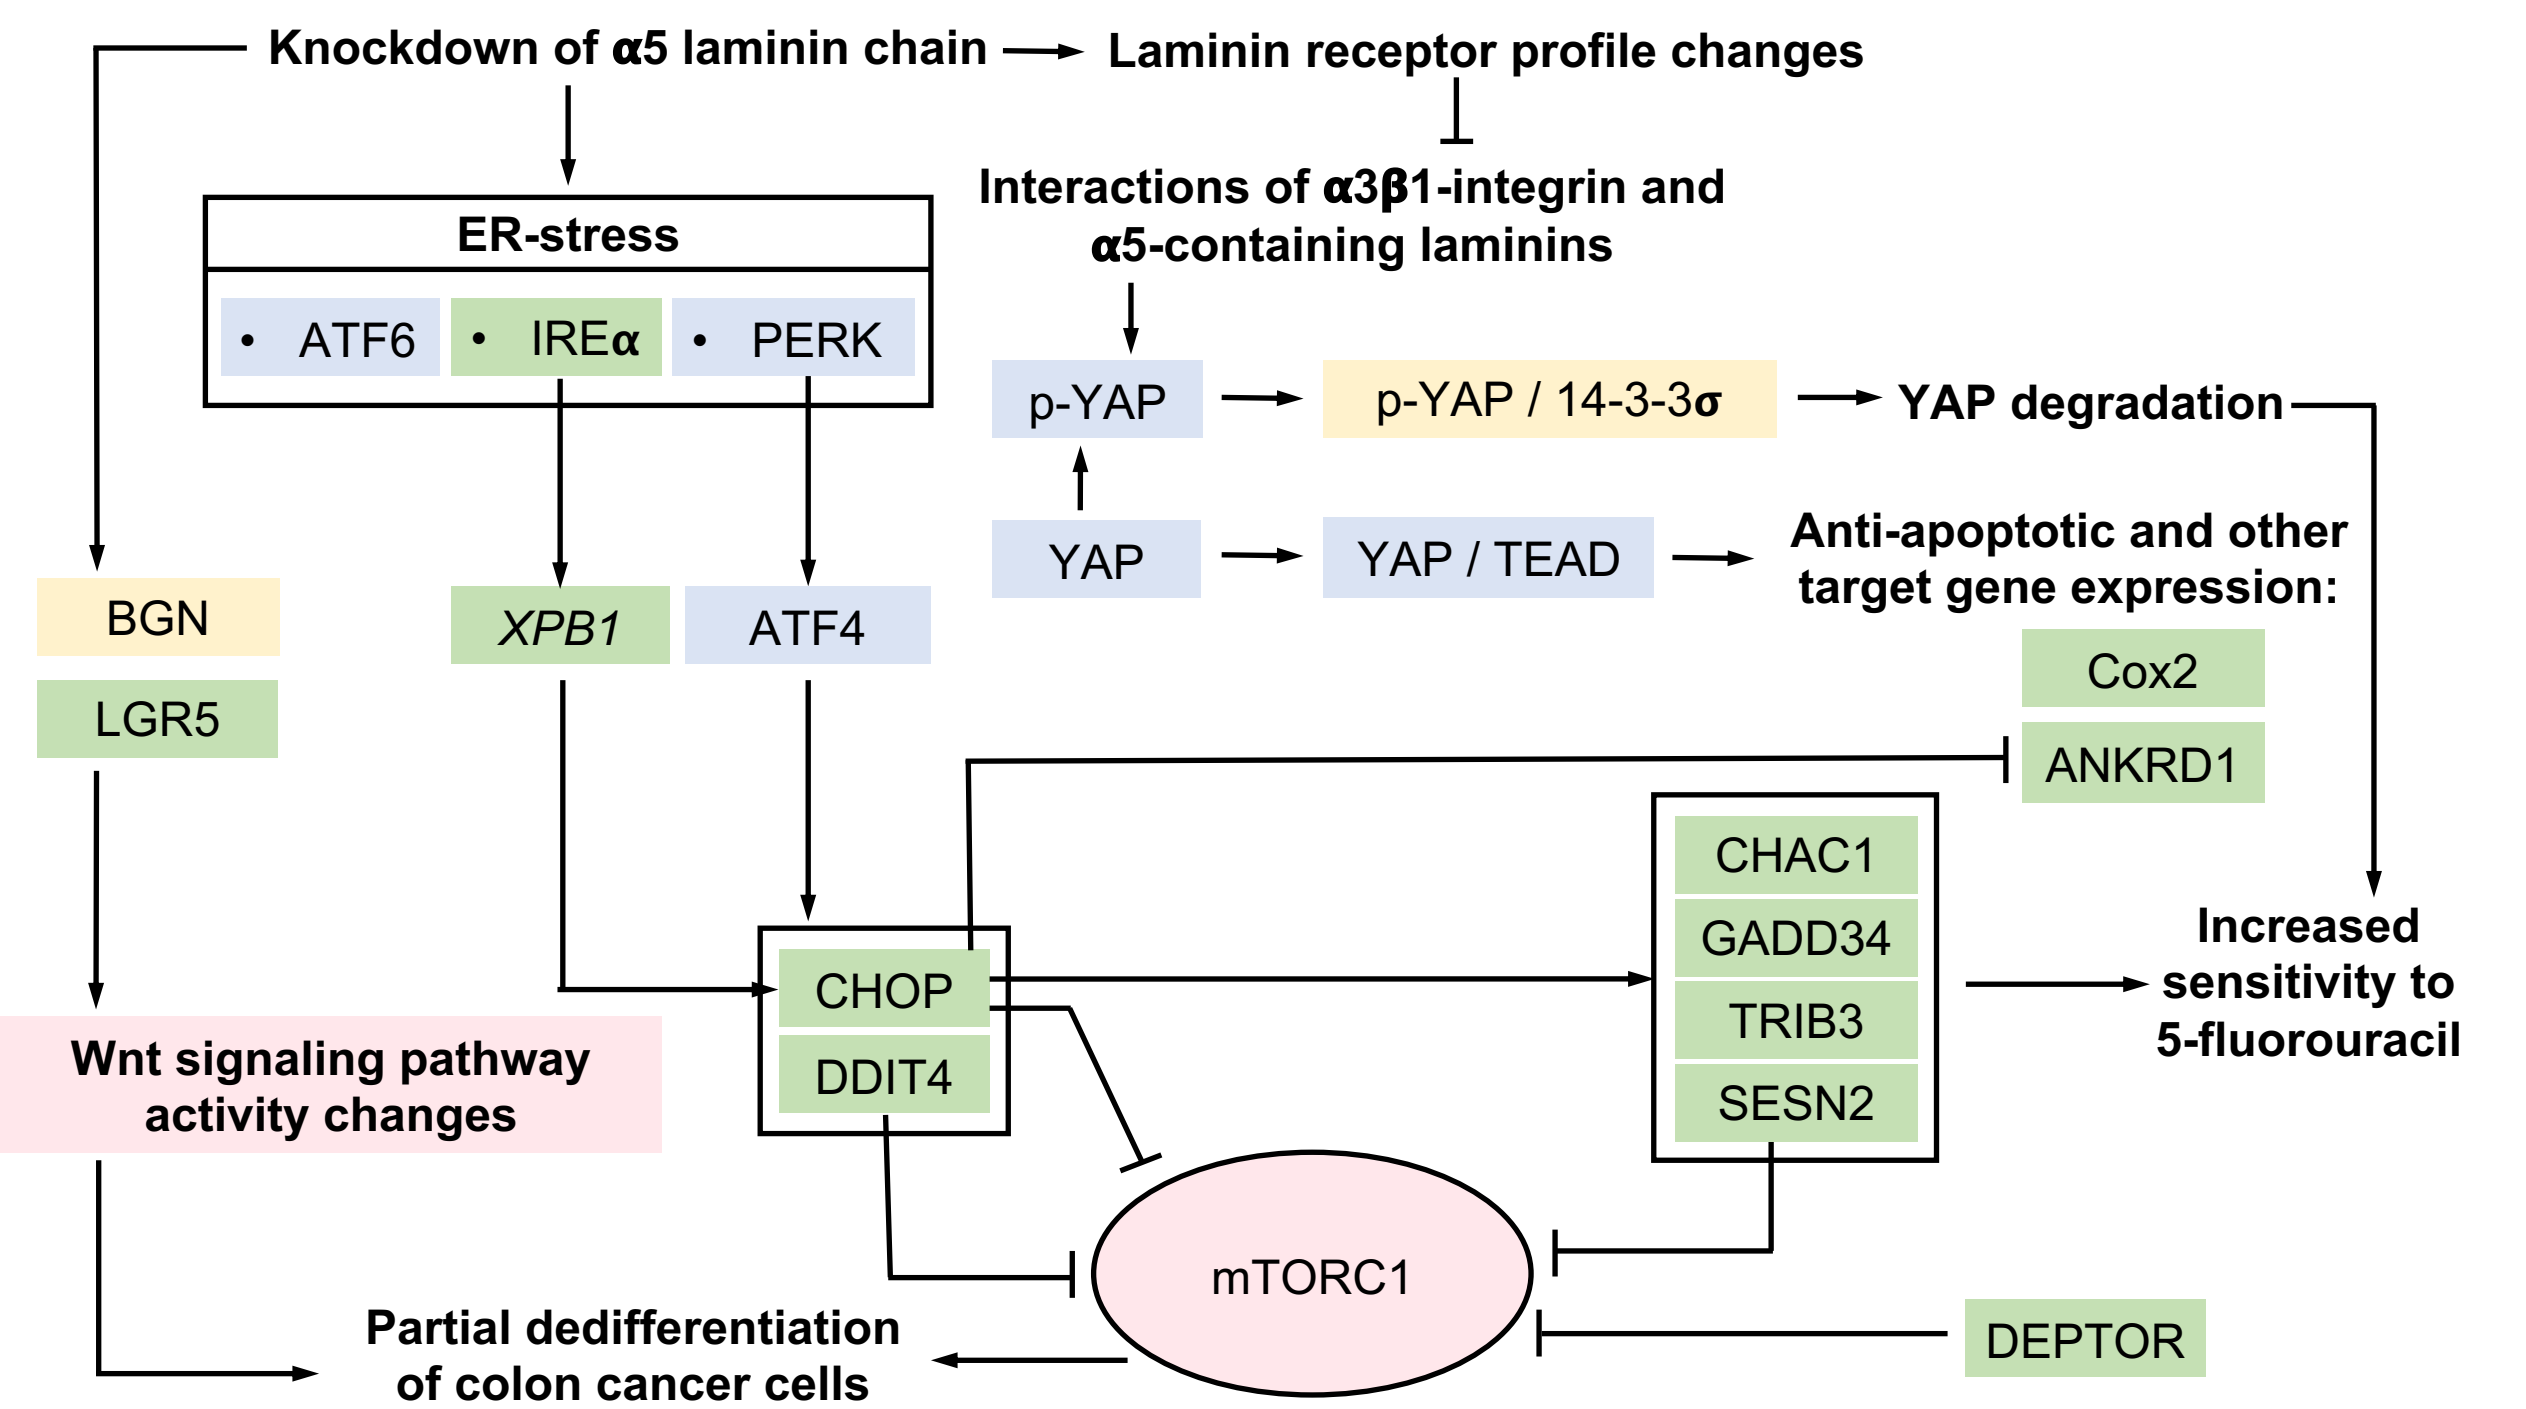 Knockdown of α5 laminin chain
Laminin receptor profile changes
Interactions of α3β1-integrin and
α5-containing laminins
ER-stress
• ATF6
• IREα
• PERK
p-YAP
p-YAP / 14-3-3σ
YAP degradation
YAP
YAP / TEAD
Anti-apoptotic and other
target gene expression:
BGN
XPB1
ATF4
Cox2
LGR5
ANKRD1
CHAC1
GADD34
TRIB3
SESN2
Increased
sensitivity to
5-fluorouracil
CHOP
DDIT4
Wnt signaling pathway
activity changes
mTORC1
Partial dedifferentiation
of colon cancer cells
DEPTOR